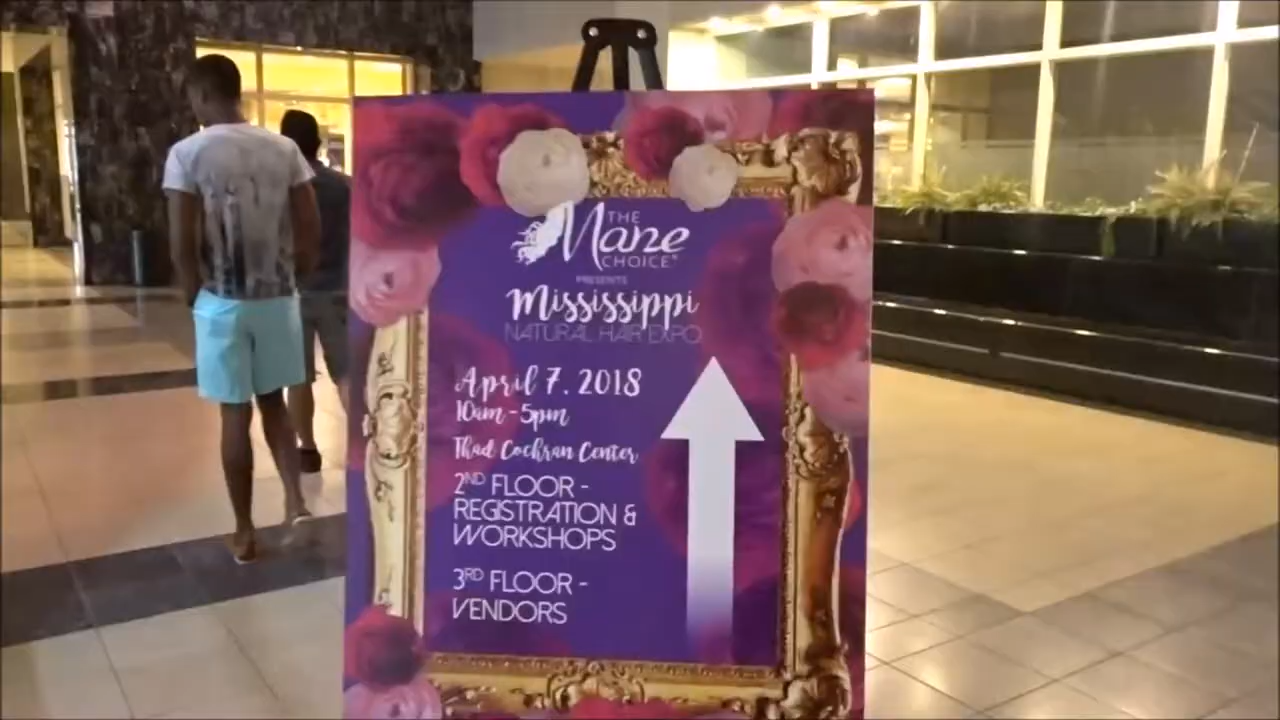 THE
Mane
CHOICE
PRESENTS
Mississippi
NATURAL HAIR EXPO
April 7, 2018
10am-5pm
Thad Cochran Center
2ND FLOOR -
REGISTRATION &
WORKSHOPS
3RD FLOOR -
VENDORS